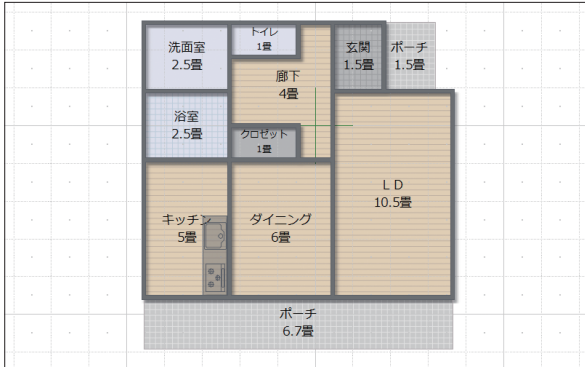 洗面室
2.5畳
トイレ
1畳
廊下
4畳
玄関
1.5畳
ポーチ
1.5畳
浴室
2.5畳
クロゼット
1畳
キッチン
5畳
ダイニング
6畳
ＬＤ
10.5畳
ポーチ
6.7畳